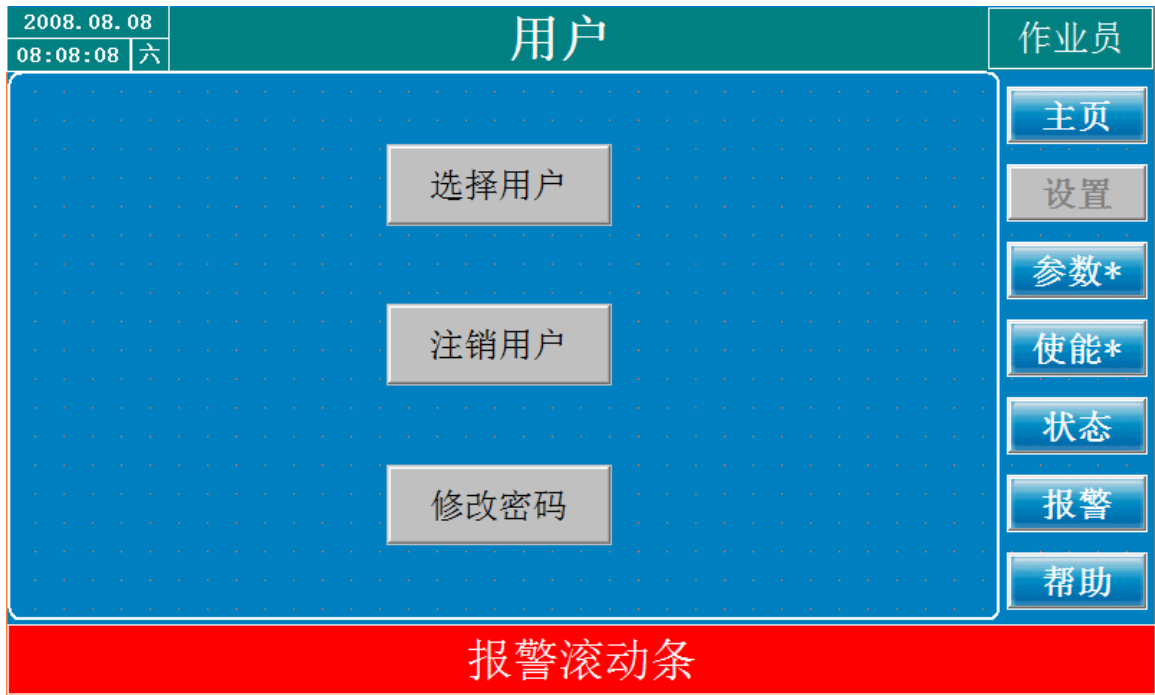 2008.08.08
08:08:08 六
用户
作业员
主页
设置
参数*
使能*
状态
报警
帮助
选择用户
注销用户
修改密码
报警滚动条